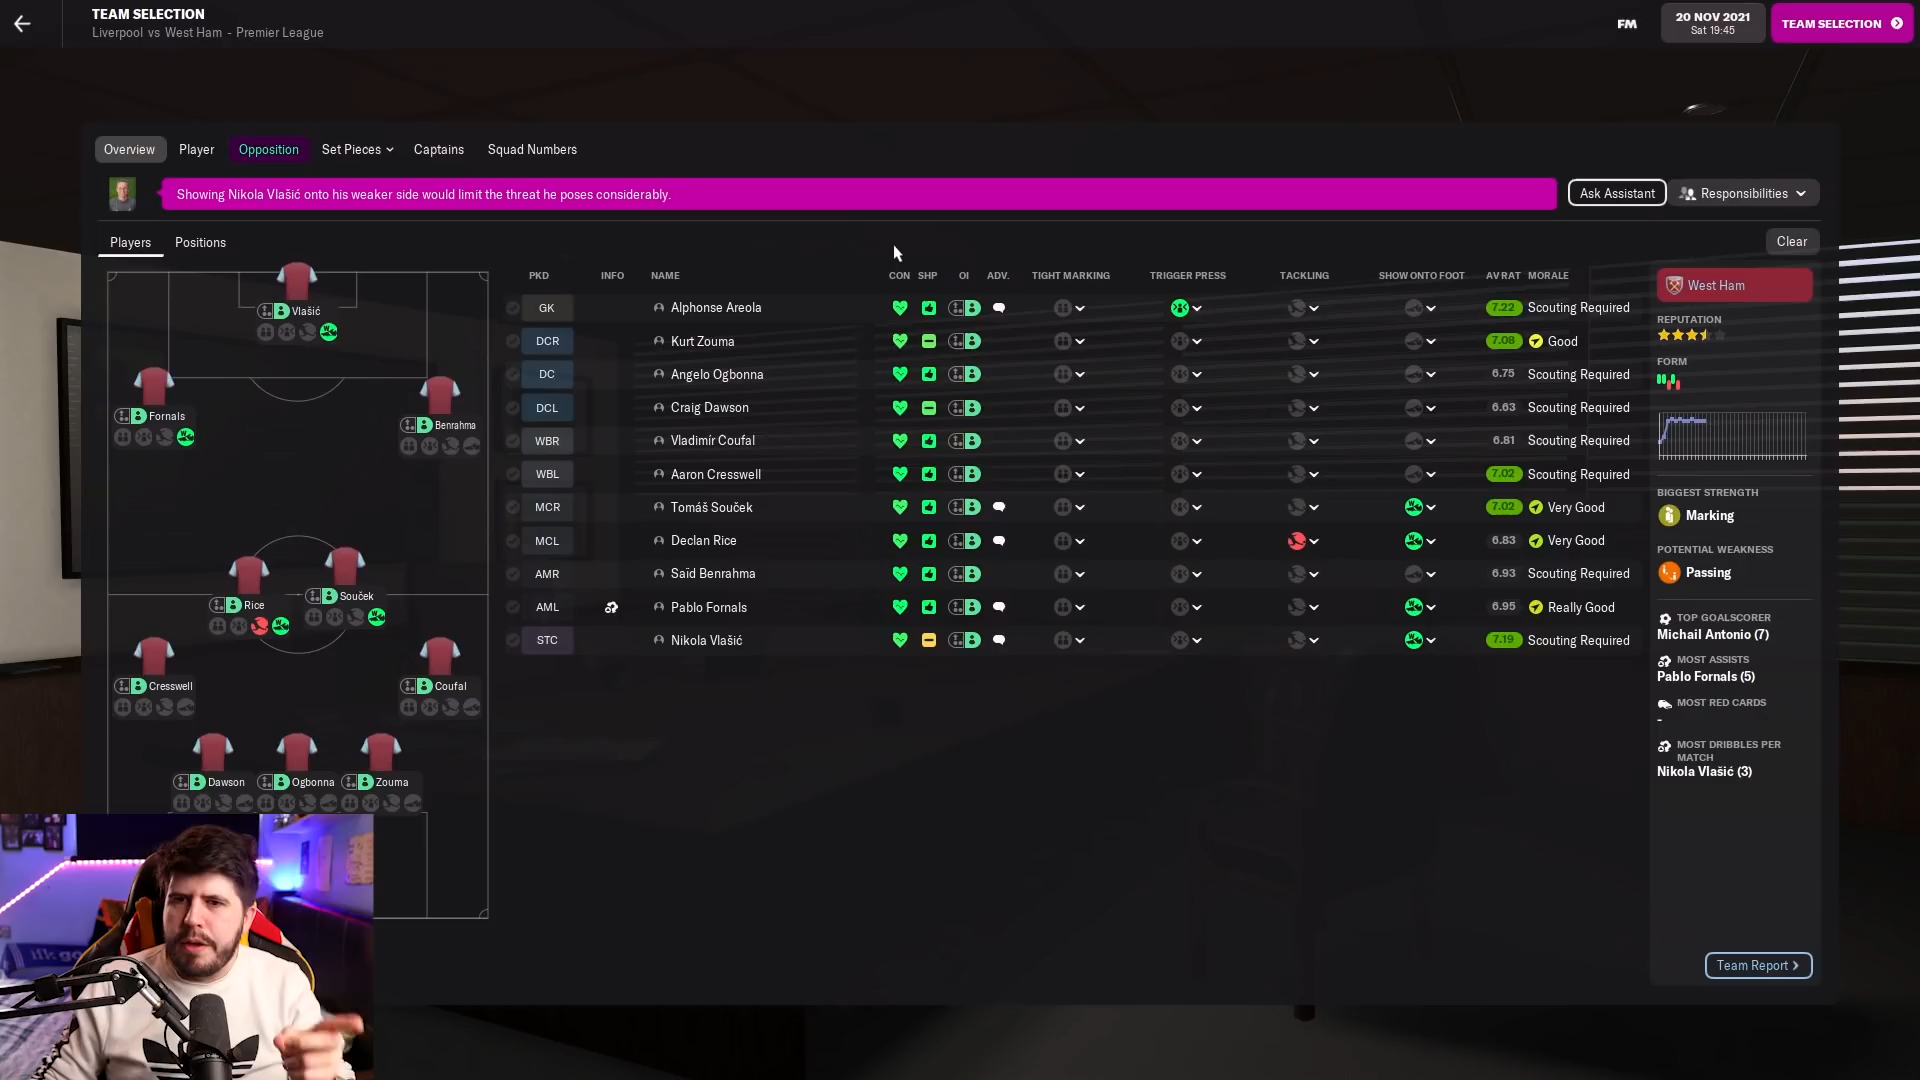 TEAM SELECTION
Liverpool vs West Ham - Premier League
FM
20 NOV 2021
Sat 19:45
TEAM SELECTION
Overview Player Opposition Set Pieces Captains Squad Numbers
Showing Nikola Vlašić onto his weaker side would limit the threat he poses considerably.
Ask Assistant
Responsibilities
Players Positions
Clear
Vlašić
Fornals
Benrahma
Rice
Souček
Cresswell
Coufal
Dawson
Ogbonna
Zouma
PKD INFO NAME CON SHP OI ADV. TIGHT MARKING TRIGGER PRESS TACKLING SHOW ONTO FOOT AV RAT MORALE
GK Alphonse Areola 7.22 Scouting Required
DCR Kurt Zouma 7.08 Good
DC Angelo Ogbonna 6.75 Scouting Required
DCL Craig Dawson 6.63 Scouting Required
WBR Vladimír Coufal 6.81 Scouting Required
WBL Aaron Cresswell 7.02 Scouting Required
MCR Tomáš Souček 7.02 Very Good
MCL Declan Rice 6.83 Very Good
AMR Saïd Benrahma 6.93 Scouting Required
AML Pablo Fornals 6.95 Really Good
STC Nikola Vlašić 7.19 Scouting Required
West Ham
REPUTATION
FORM
BIGGEST STRENGTH
Marking
POTENTIAL WEAKNESS
Passing
TOP GOALSCORER
Michail Antonio (7)
MOST ASSISTS
Pablo Fornals (5)
MOST RED CARDS
-
MOST DRIBBLES PER
MATCH
Nikola Vlašić (3)
Team Report